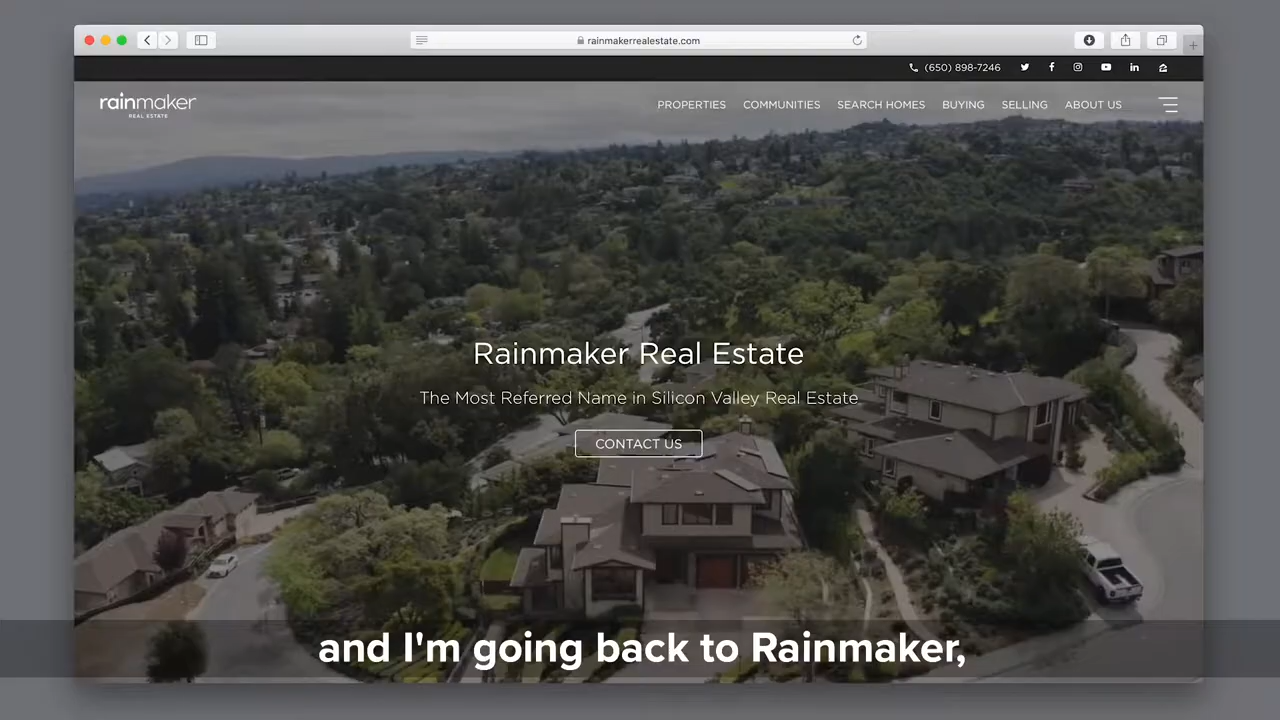 rainmakerrealestate.com
(650) 898-7246
rainmaker
REAL ESTATE
PROPERTIES COMMUNITIES SEARCH HOMES BUYING SELLING ABOUT US
Rainmaker Real Estate
The Most Referred Name in Silicon Valley Real Estate
CONTACT US
and I'm going back to Rainmaker,